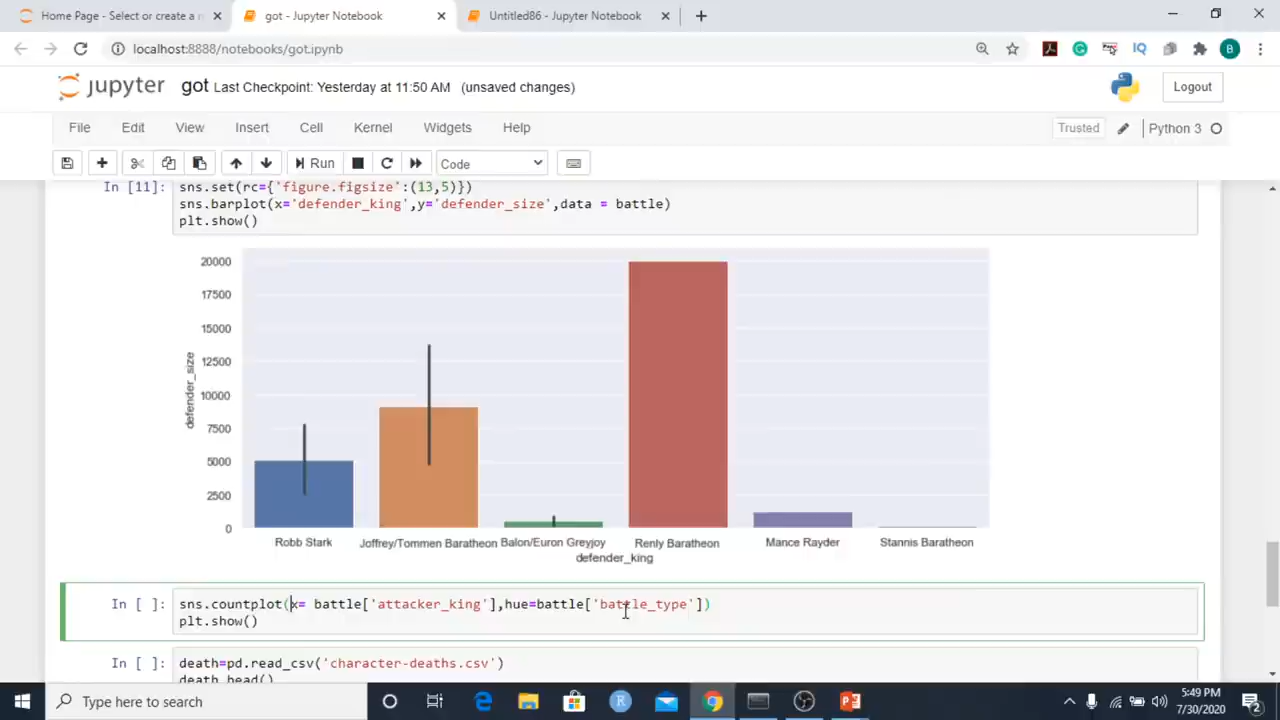 Home Page - Select or create a n
got - Jupyter Notebook
Untitled86 - Jupyter Notebook
localhost:8888/notebooks/got.ipynb
IQ
B
jupyter got Last Checkpoint: Yesterday at 11:50 AM (unsaved changes)
Logout
File Edit View Insert Cell Kernel Widgets Help
Trusted
Python 3
Run
Code
In [11]: sns.set(rc={'figure.figsize':(13,5)})
sns.barplot(x='defender_king',y='defender_size',data = battle)
plt.show()
20000
17500
15000
12500
10000
7500
5000
2500
0
defender_size
Robb Stark Joffrey/Tommen Baratheon Balon/Euron Greyjoy Renly Baratheon Mance Rayder Stannis Baratheon
defender_king
In [ ]: sns.countplot(x= battle['attacker_king'],hue=battle['battle_type'])
plt.show()
In [ ]: death=pd.read_csv('character-deaths.csv')
death.head()
Type here to search
R
5:49 PM
7/30/2020
2